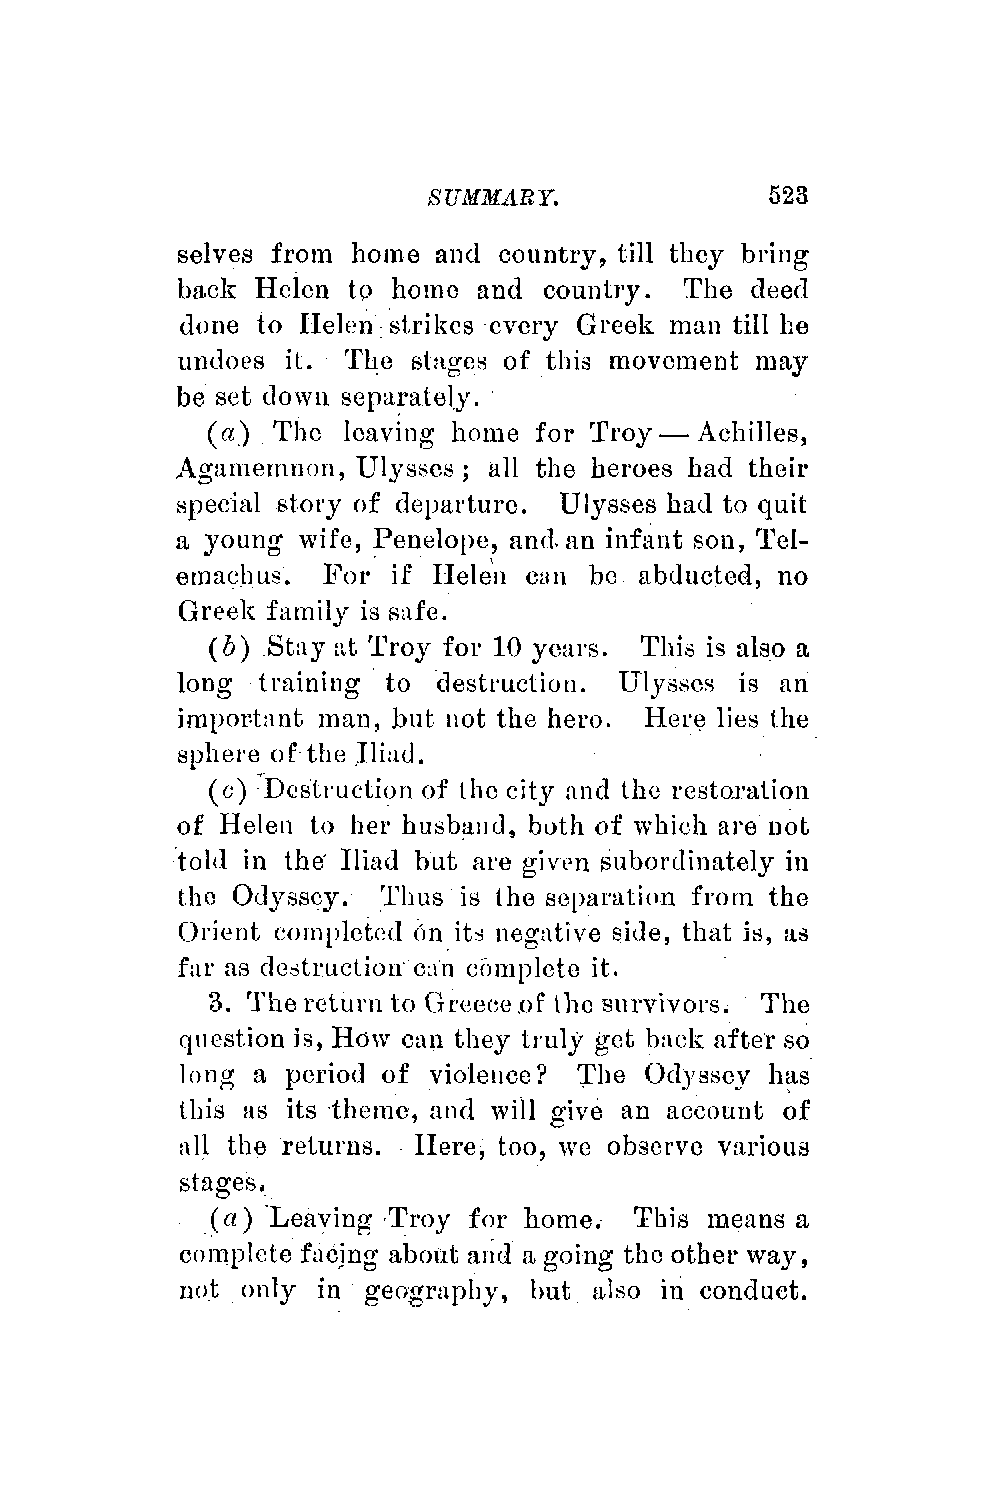 SUMMARY. 523
selves from home and country, till they bring
back Helen to home and country. The deed
done to Helen strikes every Greek man till he
undoes it. The stages of this movement may
be set down separately.
(a) The leaving home for Troy — Achilles,
Agamemnon, Ulysses; all the heroes had their
special story of departure. Ulysses had to quit
a young wife, Penelope, and an infant son, Tel-
emachus. For if Helen can be abducted, no
Greek family is safe.
(b) Stay at Troy for 10 years. This is also a
long training to destruction. Ulysses is an
important man, but not the hero. Here lies the
sphere of the Iliad.
(c) Destruction of the city and the restoration
of Helen to her husband, both of which are not
told in the Iliad but are given subordinately in
the Odyssey. Thus is the separation from the
Orient completed on its negative side, that is, as
far as destruction can complete it.
3. The return to Greece of the survivors. The
question is, How can they truly get back after so
long a period of violence? The Odyssey has
this as its theme, and will give an account of
all the returns. Here, too, we observe various
stages.
(a) Leaving Troy for home. This means a
complete facing about and a going the other way,
not only in geography, but also in conduct.